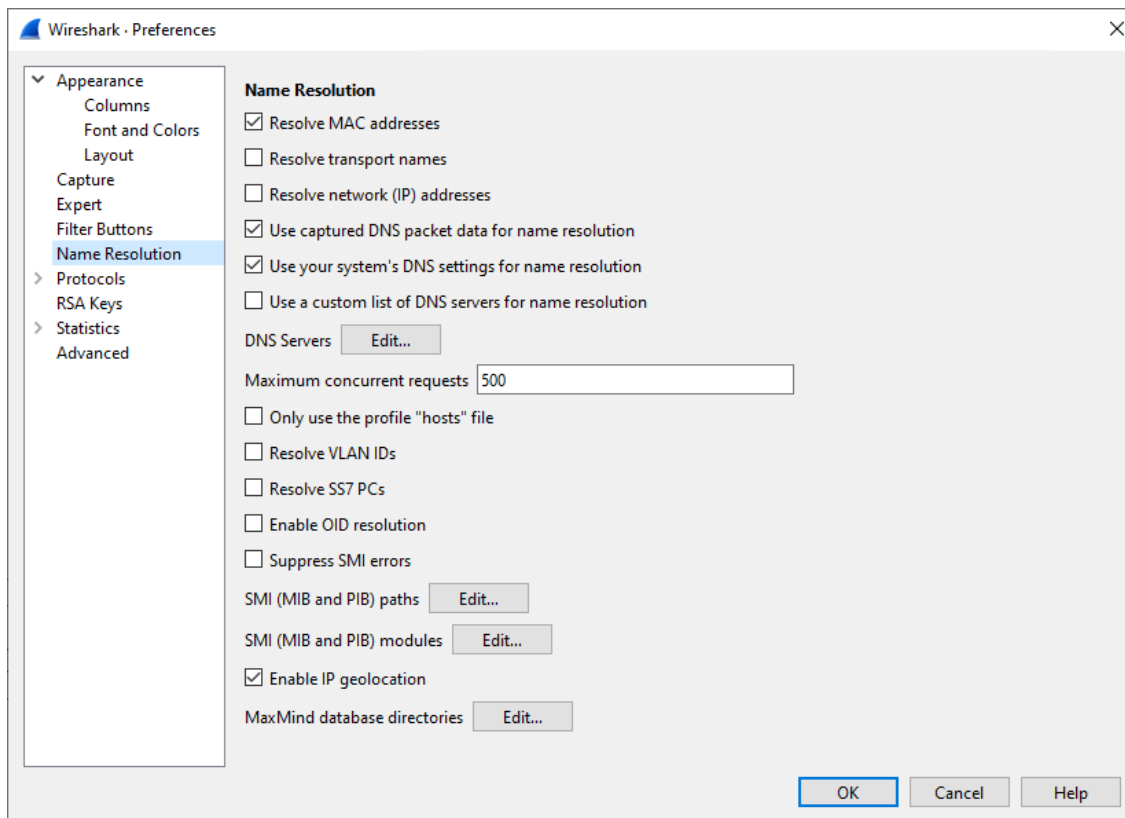 Wireshark · Preferences
Appearance
Columns
Font and Colors
Layout
Capture
Expert
Filter Buttons
Name Resolution
Protocols
RSA Keys
Statistics
Advanced
Name Resolution
Resolve MAC addresses
Resolve transport names
Resolve network (IP) addresses
Use captured DNS packet data for name resolution
Use your system's DNS settings for name resolution
Use a custom list of DNS servers for name resolution
DNS Servers Edit...
Maximum concurrent requests 500
Only use the profile "hosts" file
Resolve VLAN IDs
Resolve SS7 PCs
Enable OID resolution
Suppress SMI errors
SMI (MIB and PIB) paths Edit...
SMI (MIB and PIB) modules Edit...
Enable IP geolocation
MaxMind database directories Edit...
OK Cancel Help